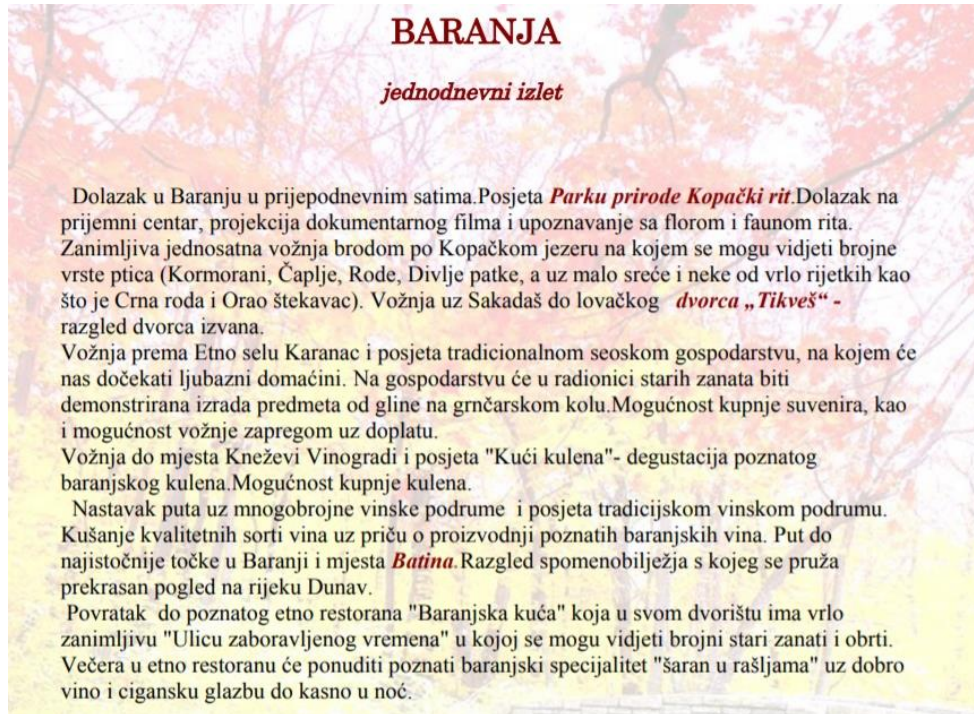 BARANJA
jednodnevni izlet
Dolazak u Baranju u prijepodnevnim satima.Posjeta Parku prirode Kopački rit.Dolazak na
prijemni centar, projekcija dokumentarnog filma i upoznavanje sa florom i faunom rita.
Zanimljiva jednosatna vožnja brodom po Kopačkom jezeru na kojem se mogu vidjeti brojne
vrste ptica (Kormorani, Čaplje, Rode, Divlje patke, a uz malo sreće i neke od vrlo rijetkih kao
što je Crna roda i Orao štekavac). Vožnja uz Sakadaš do lovačkog dvorca „Tikveš“ -
razgled dvorca izvana.
Vožnja prema Etno selu Karanac i posjeta tradicionalnom seoskom gospodarstvu, na kojem će
nas dočekati ljubazni domaćini. Na gospodarstvu će u radionici starih zanata biti
demonstrirana izrada predmeta od gline na grnčarskom kolu.Mogućnost kupnje suvenira, kao
i mogućnost vožnje zapregom uz doplatu.
Vožnja do mjesta Kneževi Vinogradi i posjeta "Kući kulena"- degustacija poznatog
baranjskog kulena.Mogućnost kupnje kulena.
Nastavak puta uz mnogobrojne vinske podrume i posjeta tradicijskom vinskom podrumu.
Kušanje kvalitetnih sorti vina uz priču o proizvodnji poznatih baranjskih vina. Put do
najistočnije točke u Baranji i mjesta Batina.Razgled spomenobilježja s kojeg se pruža
prekrasan pogled na rijeku Dunav.
Povratak do poznatog etno restorana "Baranjska kuća" koja u svom dvorištu ima vrlo
zanimljivu "Ulicu zaboravljenog vremena" u kojoj se mogu vidjeti brojni stari zanati i obrti.
Večera u etno restoranu će ponuditi poznati baranjski specijalitet "šaran u rašljama" uz dobro
vino i cigansku glazbu do kasno u noć.